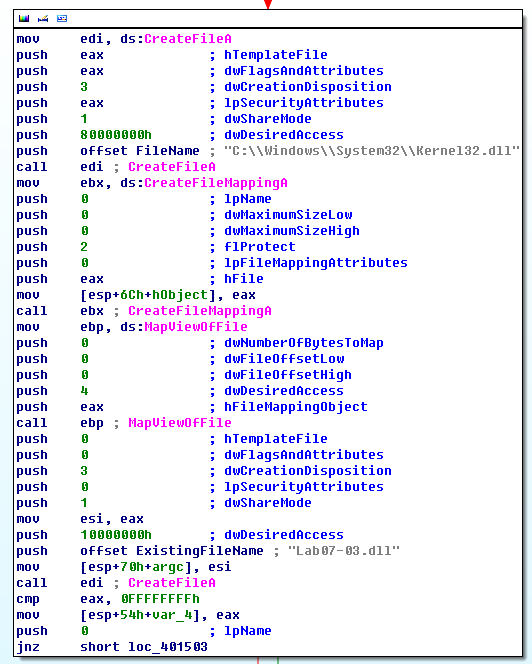 mov edi, ds:CreateFileA
push eax ; hTemplateFile
push eax ; dwFlagsAndAttributes
push 3 ; dwCreationDisposition
push eax ; lpSecurityAttributes
push 1 ; dwShareMode
push 80000000h ; dwDesiredAccess
push offset FileName ; "C:\\Windows\\System32\\Kernel32.dll"
call edi ; CreateFileA
mov ebx, ds:CreateFileMappingA
push 0 ; lpName
push 0 ; dwMaximumSizeLow
push 0 ; dwMaximumSizeHigh
push 2 ; flProtect
push 0 ; lpFileMappingAttributes
push eax ; hFile
mov [esp+6Ch+hObject], eax
call ebx ; CreateFileMappingA
mov ebp, ds:MapViewOfFile
push 0 ; dwNumberOfBytesToMap
push 0 ; dwFileOffsetLow
push 0 ; dwFileOffsetHigh
push 4 ; dwDesiredAccess
push eax ; hFileMappingObject
call ebp ; MapViewOfFile
push 0 ; hTemplateFile
push 0 ; dwFlagsAndAttributes
push 3 ; dwCreationDisposition
push 0 ; lpSecurityAttributes
push 1 ; dwShareMode
mov esi, eax
push 10000000h ; dwDesiredAccess
push offset ExistingFileName ; "Lab07-03.dll"
mov [esp+70h+argc], esi
call edi ; CreateFileA
cmp eax, 0FFFFFFFFh
mov [esp+54h+var_4], eax
push 0 ; lpName
jnz short loc_401503